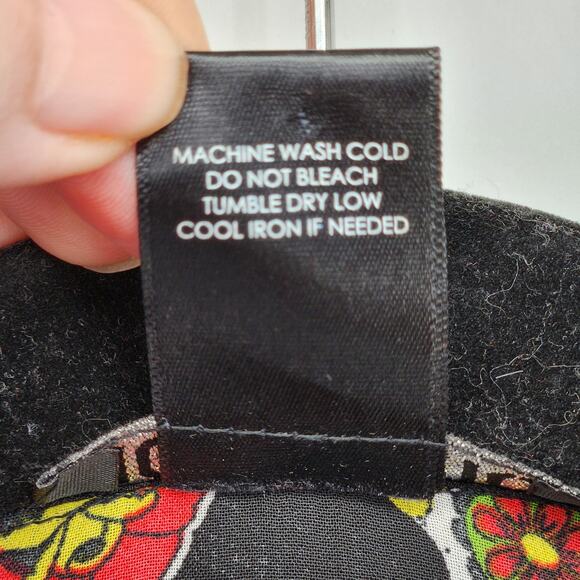 MACHINE WASH COLD
DO NOT BLEACH
TUMBLE DRY LOW
COOL IRON IF NEEDED